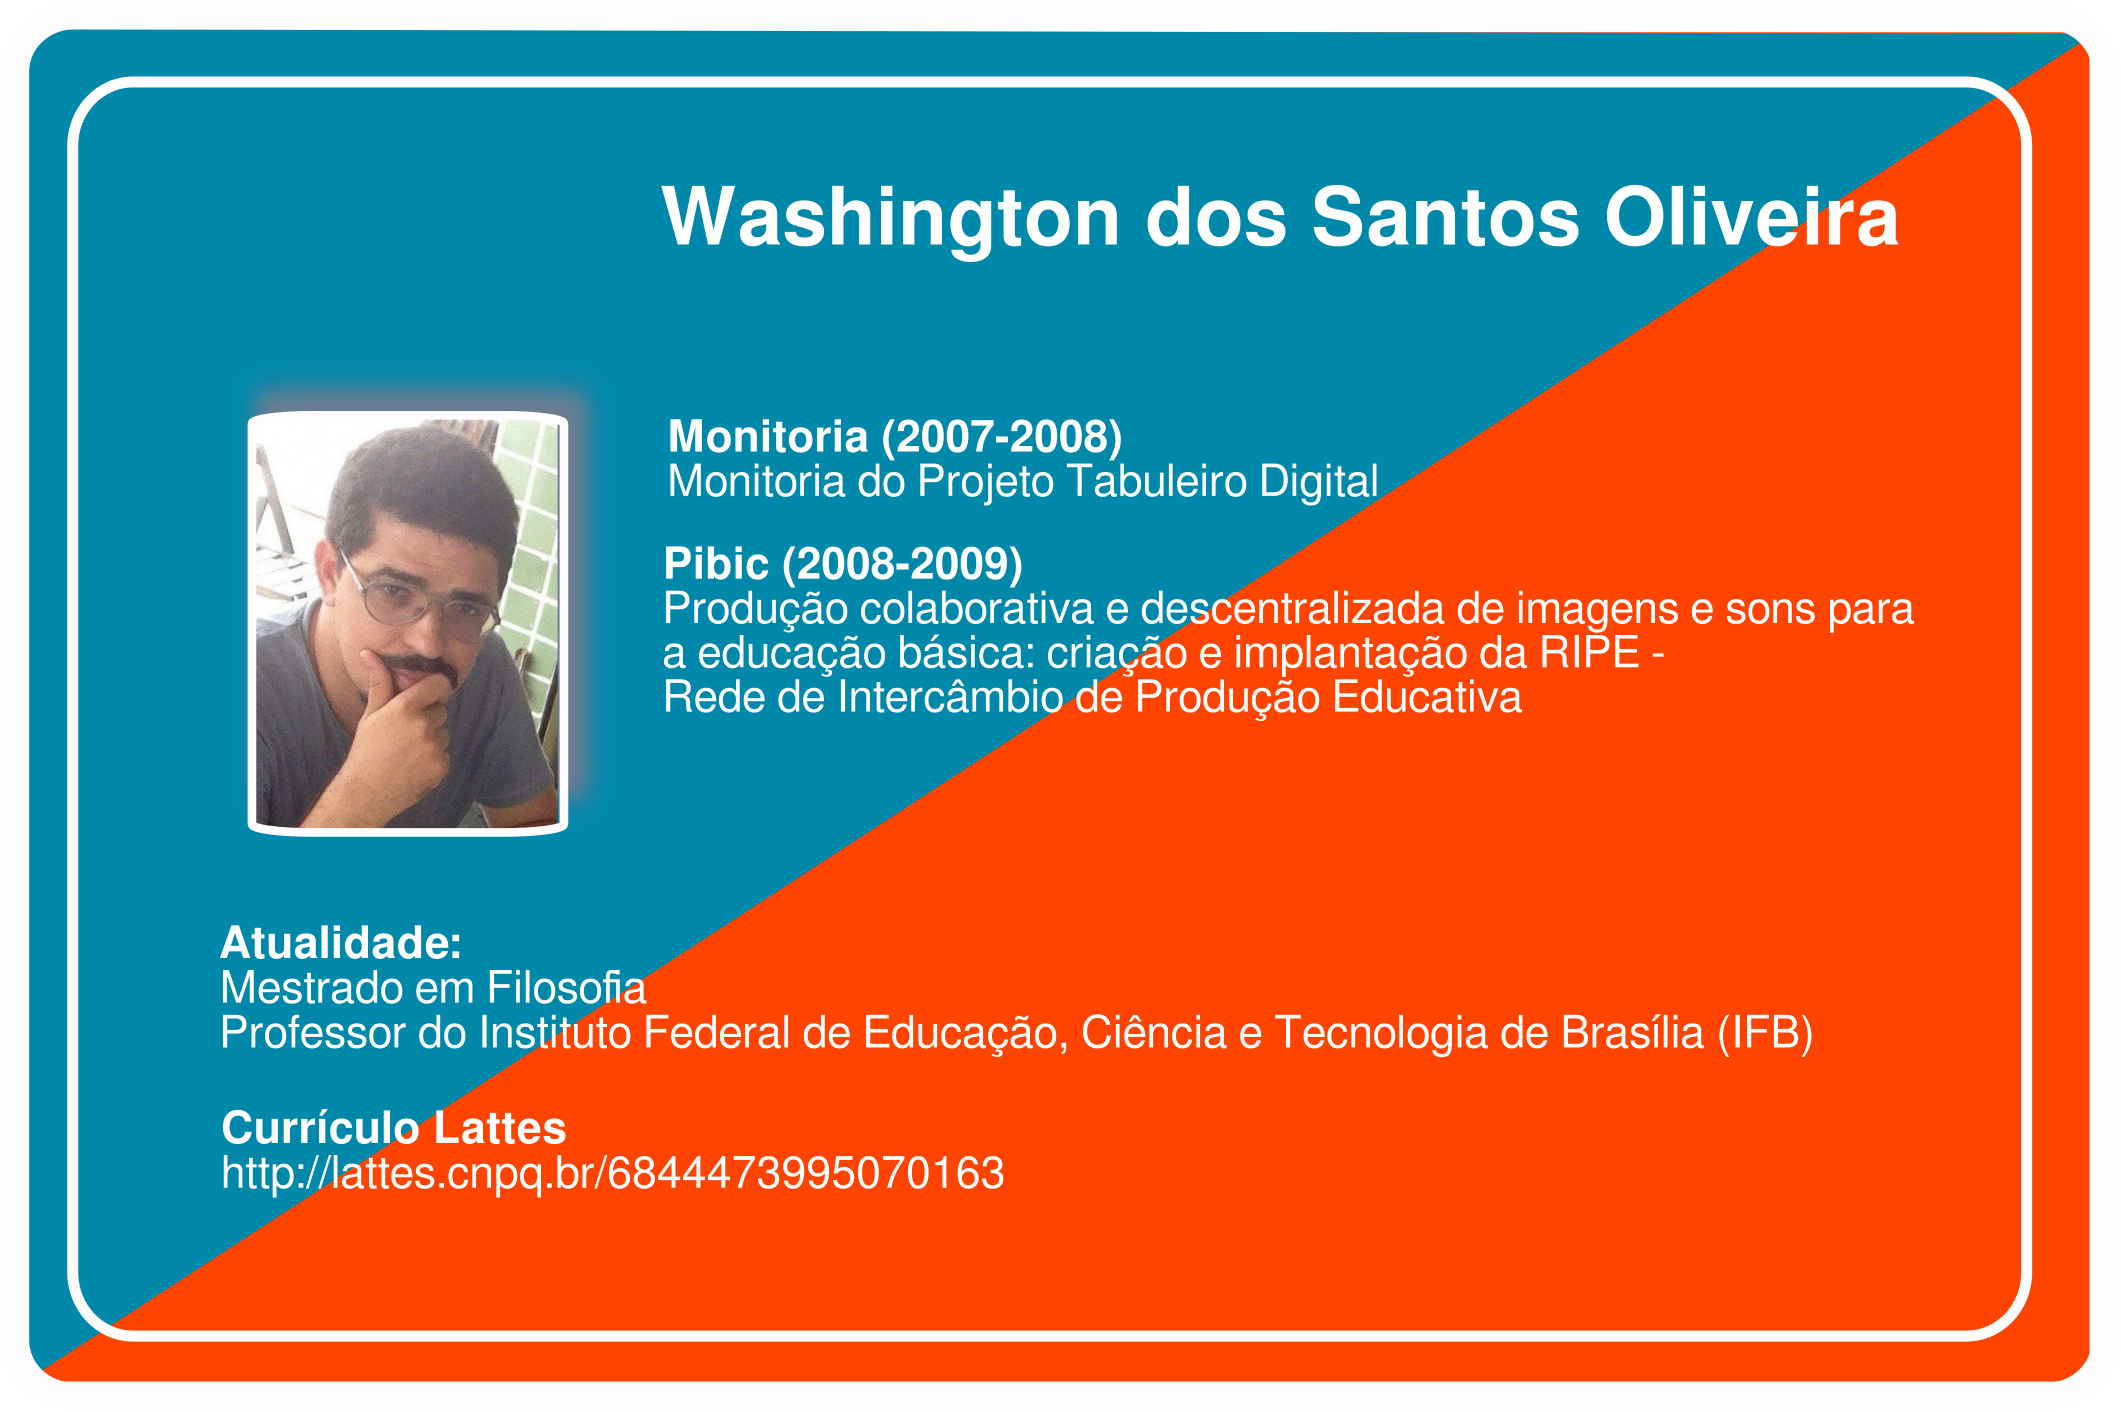 Washington dos Santos Oliveira
Monitoria (2007-2008)
Monitoria do Projeto Tabuleiro Digital
Pibic (2008-2009)
Produção colaborativa e descentralizada de imagens e sons para
a educação básica: criação e implantação da RIPE -
Rede de Intercâmbio de Produção Educativa
Atualidade:
Mestrado em Filosofia
Professor do Instituto Federal de Educação, Ciência e Tecnologia de Brasília (IFB)
Currículo Lattes
http://lattes.cnpq.br/6844473995070163